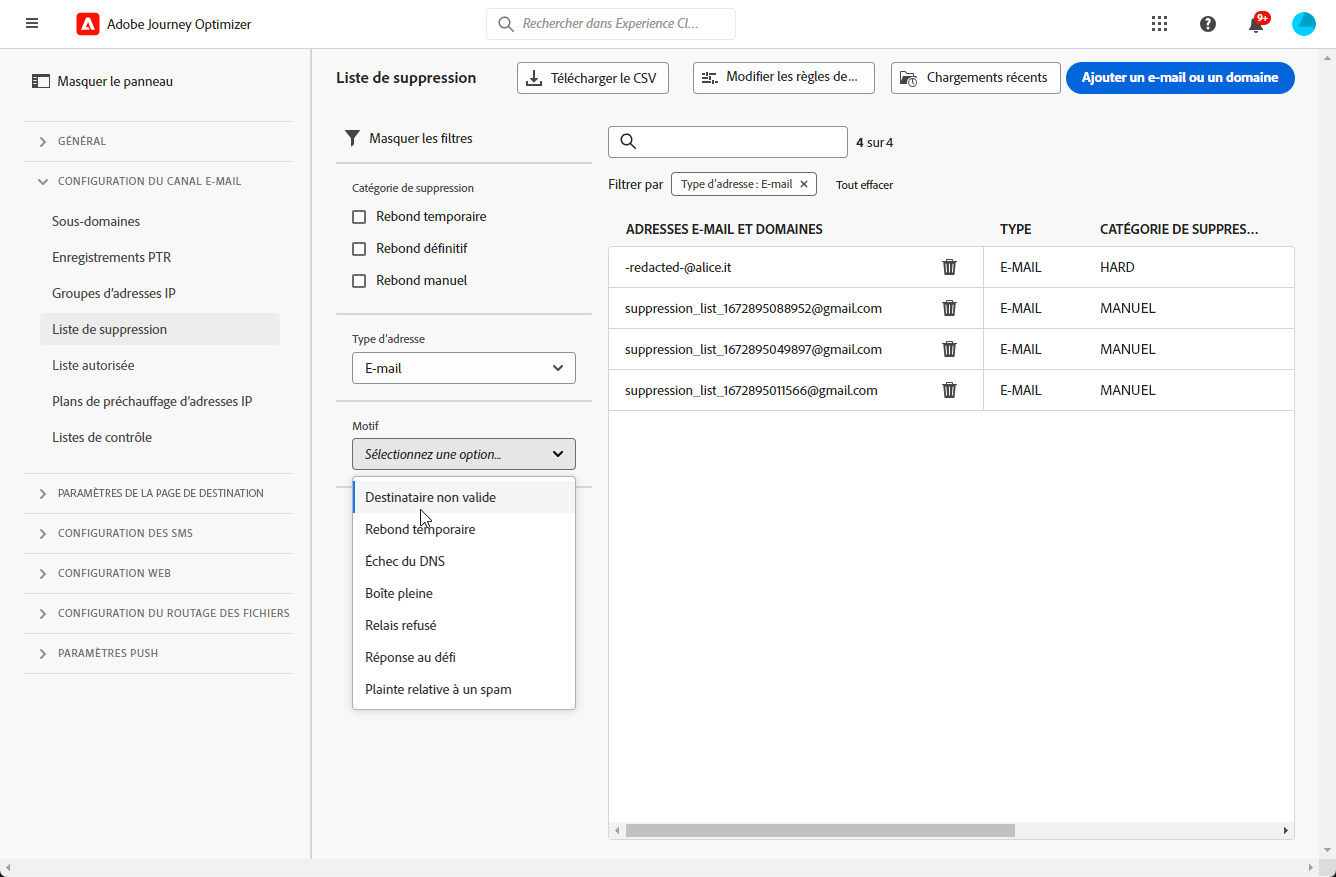 Adobe Journey Optimizer
Rechercher dans Experience Cl...
9+
Masquer le panneau
GÉNÉRAL
CONFIGURATION DU CANAL E-MAIL
Sous-domaines
Enregistrements PTR
Groupes d'adresses IP
Liste de suppression
Liste autorisée
Plans de préchauffage d'adresses IP
Listes de contrôle
PARAMÈTRES DE LA PAGE DE DESTINATION
CONFIGURATION DES SMS
CONFIGURATION WEB
CONFIGURATION DU ROUTAGE DES FICHIERS
PARAMÈTRES PUSH
Liste de suppression
Télécharger le CSV
Modifier les règles de...
Chargements récents
Ajouter un e-mail ou un domaine
Masquer les filtres
Catégorie de suppression
Rebond temporaire
Rebond définitif
Rebond manuel
Type d'adresse
E-mail
Motif
Sélectionnez une option...
Destinataire non valide
Rebond temporaire
Échec du DNS
Boîte pleine
Relais refusé
Réponse au défi
Plainte relative à un spam
4 sur 4
Filtrer par Type d'adresse : E-mail Tout effacer
ADRESSES E-MAIL ET DOMAINES TYPE CATÉGORIE DE SUPPRES...
-redacted-@alice.it E-MAIL HARD
suppression_list_1672895088952@gmail.com E-MAIL MANUEL
suppression_list_1672895049897@gmail.com E-MAIL MANUEL
suppression_list_1672895011566@gmail.com E-MAIL MANUEL